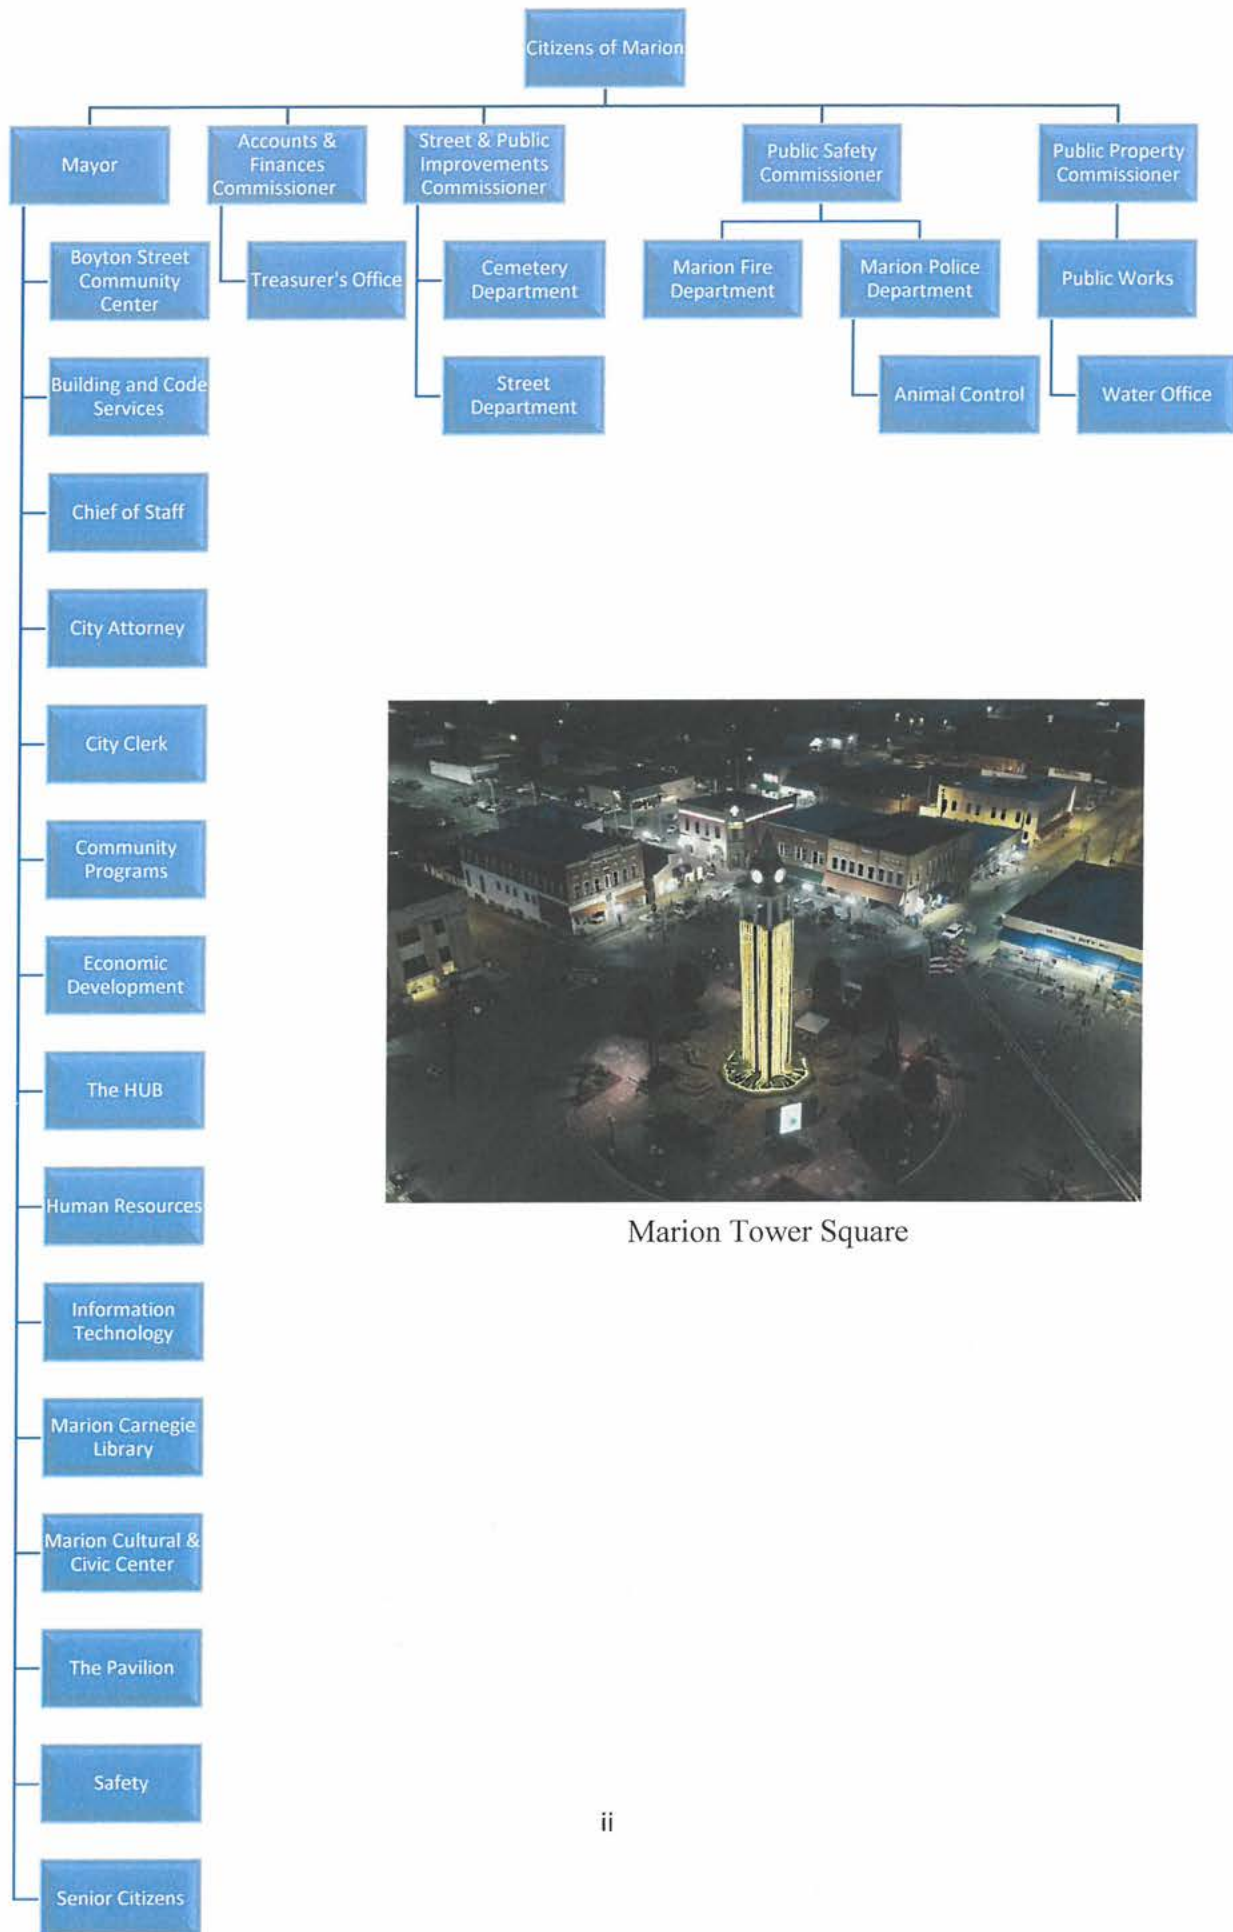 Citizens of Marion
Mayor
Accounts &
Finances
Commissioner
Street & Public
Improvements
Commissioner
Public Safety
Commissioner
Public Property
Commissioner
Boyton Street
Community
Center
Treasurer's Office
Cemetery
Department
Marion Fire
Department
Marion Police
Department
Public Works
Building and Code
Services
Street
Department
Animal Control
Water Office
Chief of Staff
City Attorney
City Clerk
Community
Programs
Economic
Development
The HUB
Human Resources
Information
Technology
Marion Carnegie
Library
Marion Cultural &
Civic Center
The Pavilion
Safety
Senior Citizens
Marion Tower Square
ii